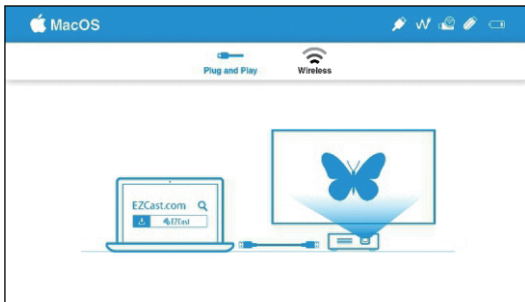 MacOS
Plug and Play
Wireless
EZCast.com
EZCast